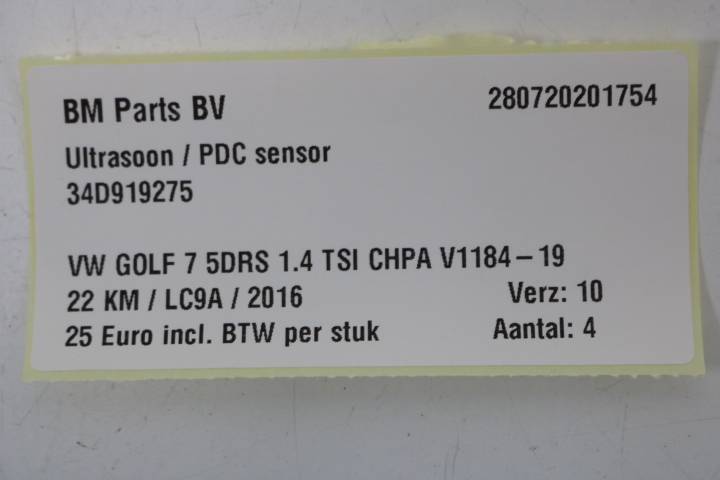 BM Parts BV 280720201754
Ultrasoon / PDC sensor
34D919275
VW GOLF 7 5DRS 1.4 TSI CHPA V1184-19
22 KM / LC9A / 2016 Verz: 10
25 Euro incl. BTW per stuk Aantal: 4